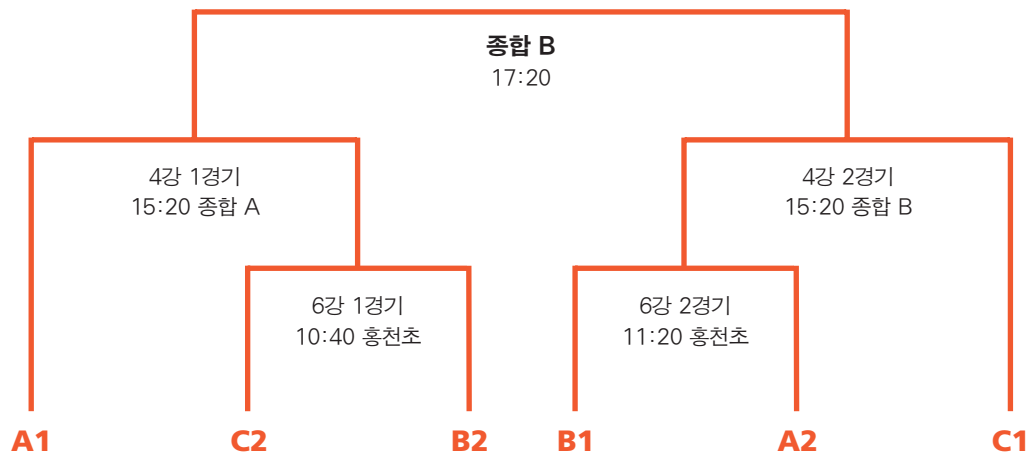 종합 B
17:20
4강 1경기
15:20 종합 A
4강 2경기
15:20 종합 B
6강 1경기
10:40 홍천초
6강 2경기
11:20 홍천초
A1
C2
B2
B1
A2
C1